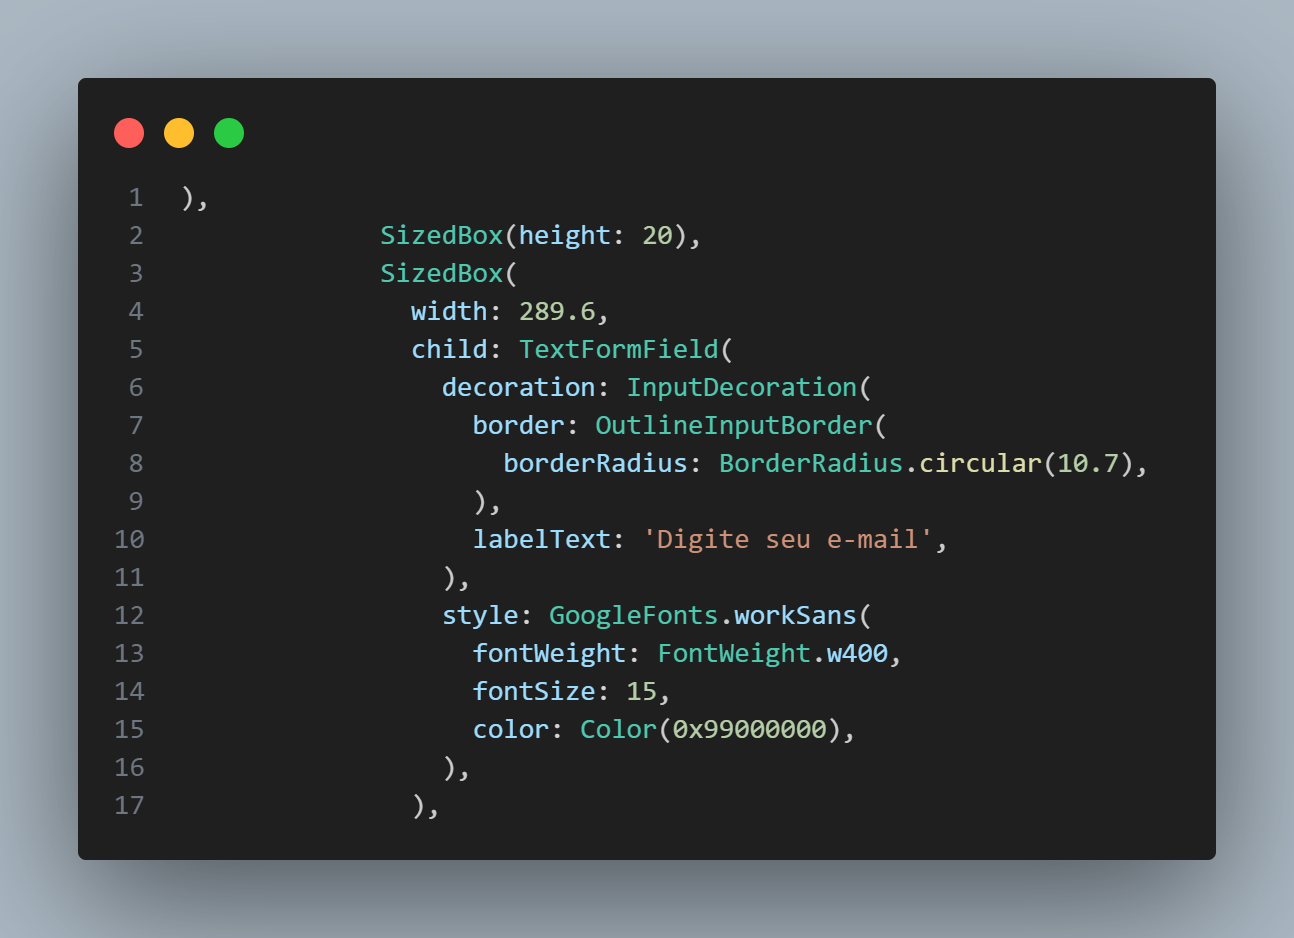 1 ),
2 SizedBox(height: 20),
3 SizedBox(
4 width: 289.6,
5 child: TextFormField(
6 decoration: InputDecoration(
7 border: OutlineInputBorder(
8 borderRadius: BorderRadius.circular(10.7),
9 ),
10 labelText: 'Digite seu e-mail',
11 ),
12 style: GoogleFonts.workSans(
13 fontWeight: FontWeight.w400,
14 fontSize: 15,
15 color: Color(0x99000000),
16 ),
17 ),